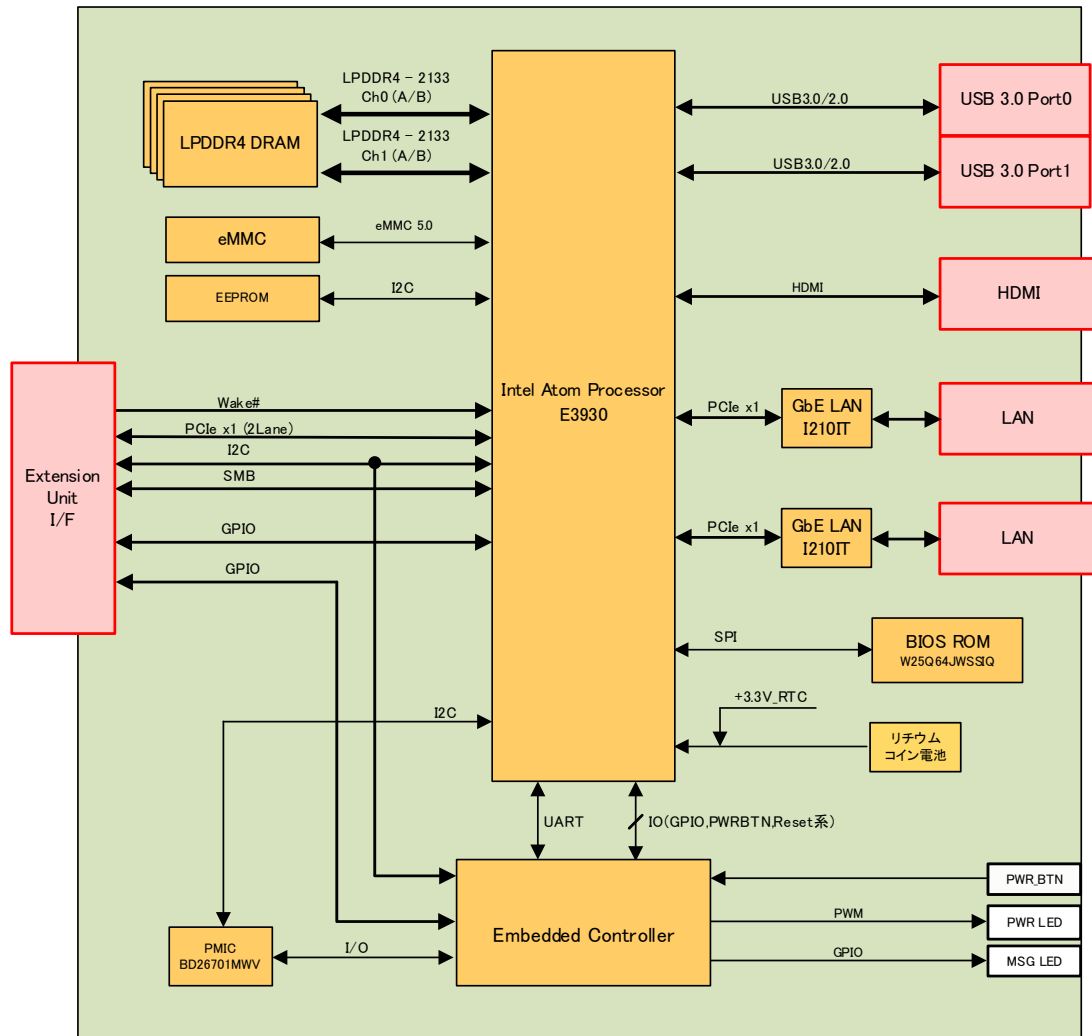 LPDDR4 - 2133
Ch0 (A/B)
LPDDR4 - 2133
Ch1 (A/B)
LPDDR4 DRAM
eMMC
eMMC 5.0
EEPROM
I2C
Intel Atom Processor
E3930
USB3.0/2.0
USB 3.0 Port0
USB3.0/2.0
USB 3.0 Port1
HDMI
HDMI
PCIe x1
GbE LAN
I210IT
LAN
PCIe x1
GbE LAN
I210IT
LAN
Extension
Unit
I/F
Wake#
PCIe x1 (2Lane)
I2C
SMB
GPIO
GPIO
SPI
BIOS ROM
W25Q64JWSSIQ
+3.3V_RTC
リチウム
コイン電池
I2C
UART
IO(GPIO,PWRBTN,Reset系)
Embedded Controller
PMIC
BD26701MWV
I/O
PWR_BTN
PWM
PWR LED
GPIO
MSG LED